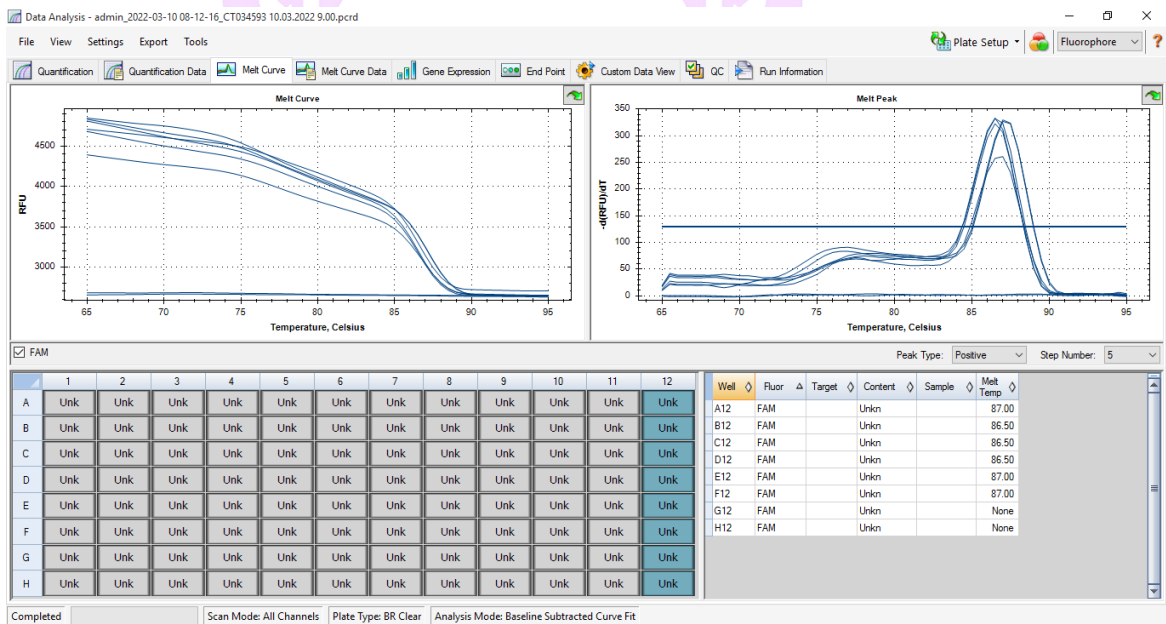 Data Analysis - admin_2022-03-10 08-12-16_CT034593 10.03.2022 9.00.pcrd
File View Settings Export Tools Plate Setup Fluorophore ?
Quantification Quantification Data Melt Curve Melt Curve Data Gene Expression End Point Custom Data View QC Run Information
Melt Curve
RFU
4500
4000
3500
3000
65 70 75 80 85 90 95
Temperature, Celsius
Melt Peak
-d(RFU)/dT
350
300
250
200
150
100
50
0
65 70 75 80 85 90 95
Temperature, Celsius
FAM Peak Type: Positive Step Number: 5
1 2 3 4 5 6 7 8 9 10 11 12
A Unk Unk Unk Unk Unk Unk Unk Unk Unk Unk Unk Unk
B Unk Unk Unk Unk Unk Unk Unk Unk Unk Unk Unk Unk
C Unk Unk Unk Unk Unk Unk Unk Unk Unk Unk Unk Unk
D Unk Unk Unk Unk Unk Unk Unk Unk Unk Unk Unk Unk
E Unk Unk Unk Unk Unk Unk Unk Unk Unk Unk Unk Unk
F Unk Unk Unk Unk Unk Unk Unk Unk Unk Unk Unk Unk
G Unk Unk Unk Unk Unk Unk Unk Unk Unk Unk Unk Unk
H Unk Unk Unk Unk Unk Unk Unk Unk Unk Unk Unk Unk
Well Fluor Target Content Sample Melt Temp
A12 FAM Unkn 87.00
B12 FAM Unkn 86.50
C12 FAM Unkn 86.50
D12 FAM Unkn 86.50
E12 FAM Unkn 87.00
F12 FAM Unkn 87.00
G12 FAM Unkn None
H12 FAM Unkn None
Completed Scan Mode: All Channels Plate Type: BR Clear Analysis Mode: Baseline Subtracted Curve Fit